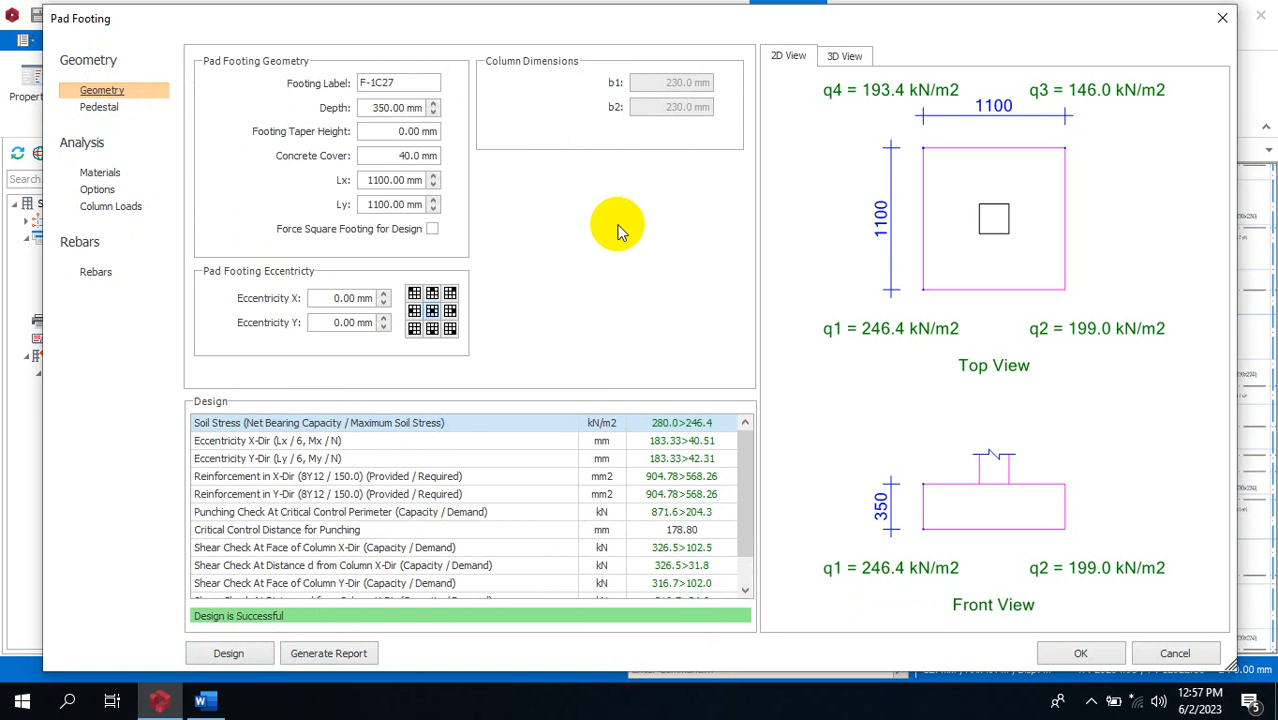 Pad Footing
Geometry
Geometry
Pedestal
Analysis
Materials
Options
Column Loads
Rebars
Rebars
Pad Footing Geometry
Footing Label: F-1C27
Depth: 350.00 mm
Footing Taper Height: 0.00 mm
Concrete Cover: 40.0 mm
Lx: 1100.00 mm
Ly: 1100.00 mm
Force Square Footing for Design
Pad Footing Eccentricty
Eccentricity X: 0.00 mm
Eccentricity Y: 0.00 mm
Column Dimensions
b1: 230.0 mm
b2: 230.0 mm
Design
Soil Stress (Net Bearing Capacity / Maximum Soil Stress) kN/m2 280.0>246.4
Eccentricity X-Dir (Lx / 6, Mx / N) mm 183.33>40.51
Eccentricity Y-Dir (Ly / 6, My / N) mm 183.33>42.31
Reinforcement in X-Dir (8Y12 / 150.0) (Provided / Required) mm2 904.78>568.26
Reinforcement in Y-Dir (8Y12 / 150.0) (Provided / Required) mm2 904.78>568.26
Punching Check At Critical Control Perimeter (Capacity / Demand) kN 871.6>204.3
Critical Control Distance for Punching mm 178.80
Shear Check At Face of Column X-Dir (Capacity / Demand) kN 326.5>102.5
Shear Check At Distance d from Column X-Dir (Capacity / Demand) kN 326.5>31.8
Shear Check At Face of Column Y-Dir (Capacity / Demand) kN 316.7>102.0
Design is Successful
Design Generate Report
2D View 3D View
q4 = 193.4 kN/m2 q3 = 146.0 kN/m2
1100
1100
q1 = 246.4 kN/m2 q2 = 199.0 kN/m2
Top View
350
q1 = 246.4 kN/m2 q2 = 199.0 kN/m2
Front View
OK Cancel
Propert
Search
12:57 PM
6/2/2023
5